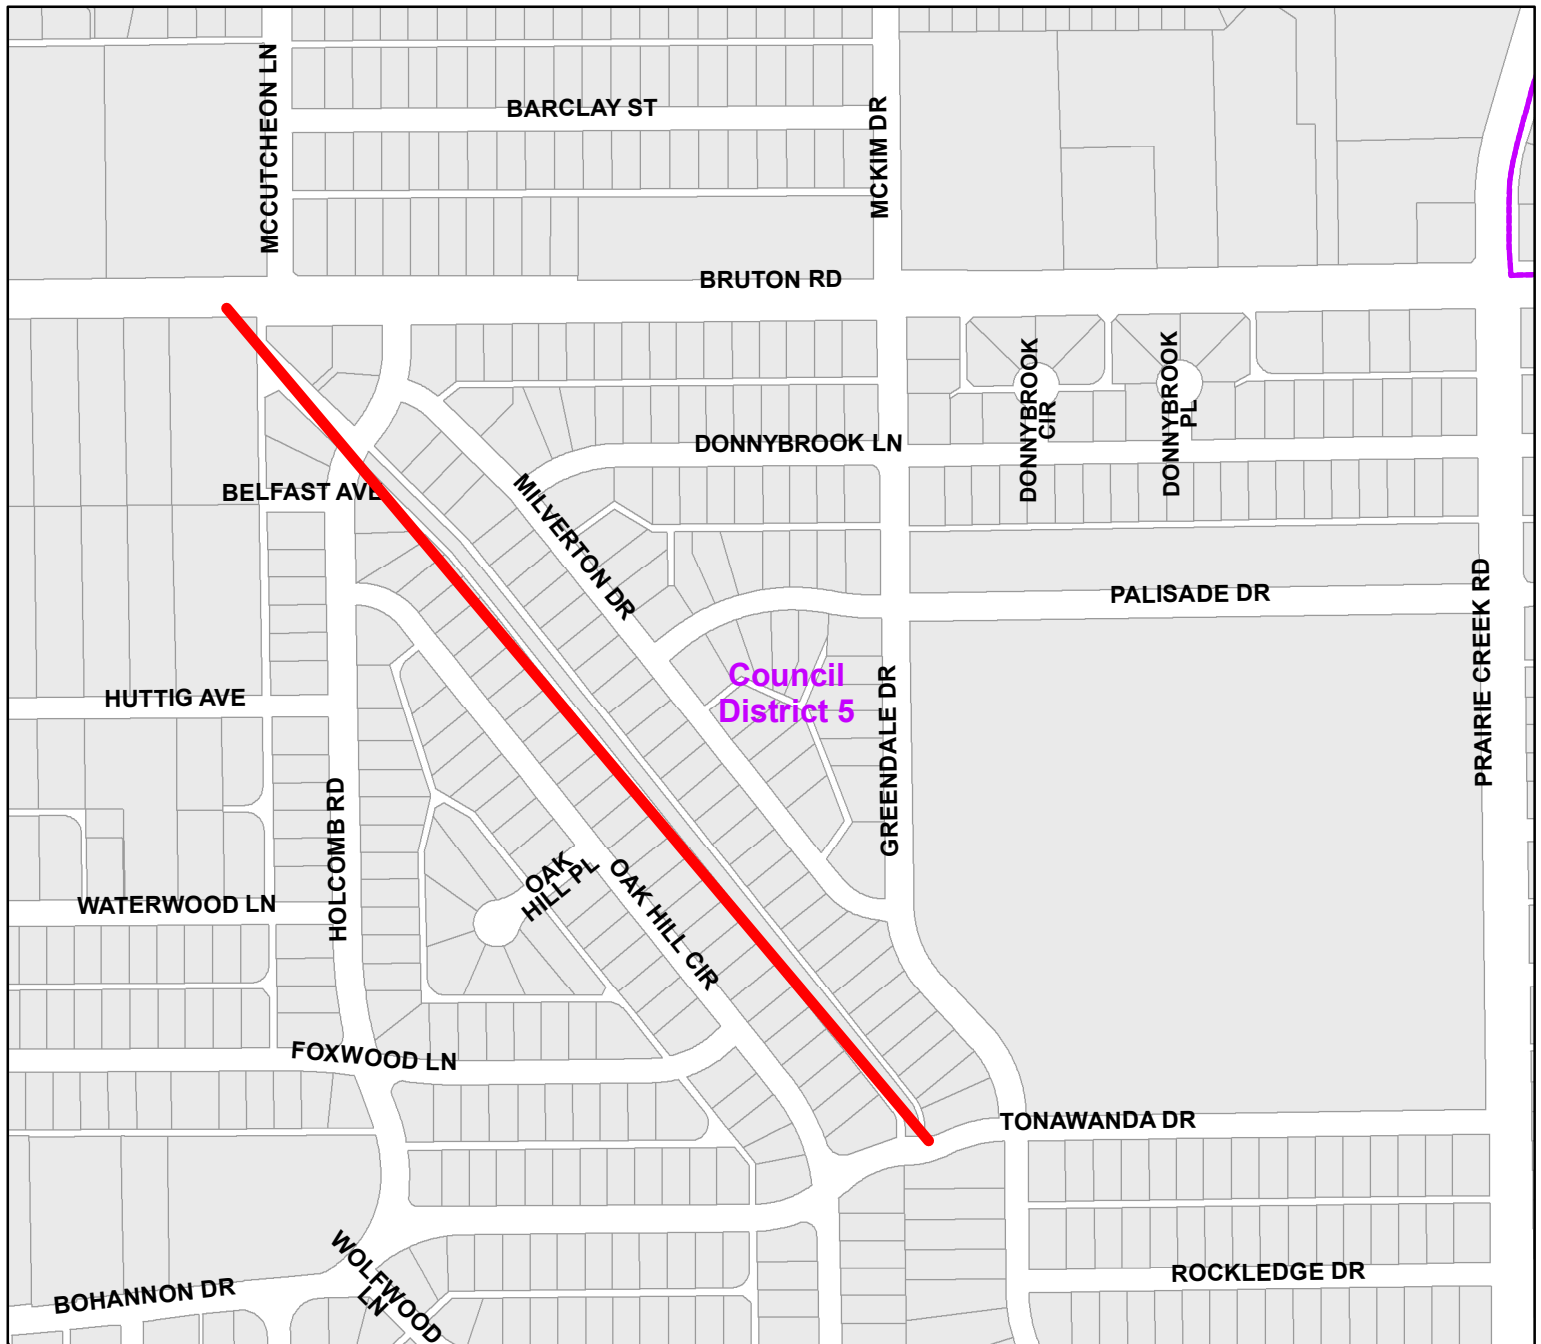 MCCUTCHEON LN
BARCLAY ST
MCKIM DR
BRUTON RD
DONNYBROOK
CIR
DONNYBROOK
PL
DONNYBROOK LN
BELFAST AVE
MILVERTON DR
PALISADE DR
PRAIRIE CREEK RD
Council
District 5
GREENDALE DR
HUTTIG AVE
HOLCOMB RD
OAK
HILL PL
OAK HILL CIR
WATERWOOD LN
FOXWOOD LN
TONAWANDA DR
WOLFWOOD
LN
BOHANNON DR
ROCKLEDGE DR